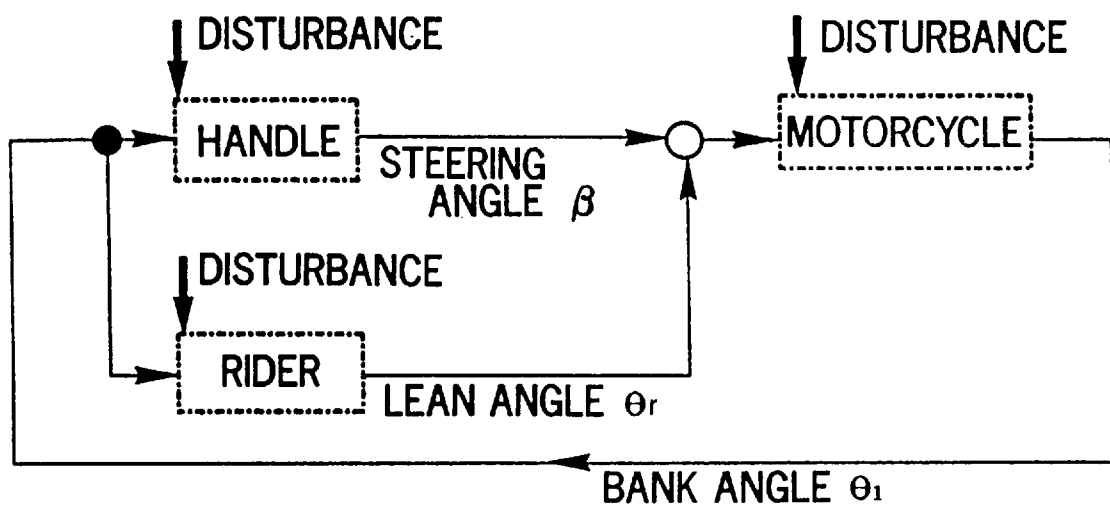 DISTURBANCE
DISTURBANCE
HANDLE
MOTORCYCLE
STEERING
ANGLE β
DISTURBANCE
RIDER
LEAN ANGLE θr
BANK ANGLE θ1